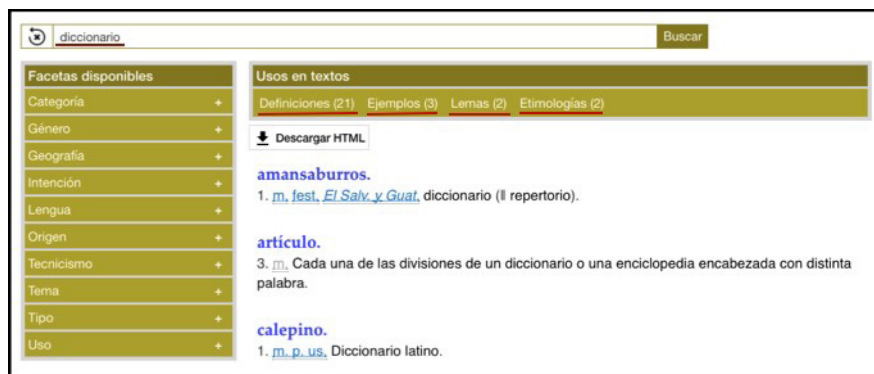 diccionario
Buscar
Facetas disponibles
Categoría +
Género +
Geografía +
Intención +
Lengua +
Origen +
Tecnicismo +
Tema +
Tipo +
Uso +
Usos en textos
Definiciones (21) Ejemplos (3) Lemas (2) Etimologías (2)
Descargar HTML
amansaburros.
1. m. fest. El Salv. y Guat. diccionario (‖ repertorio).
artículo.
3. m. Cada una de las divisiones de un diccionario o una enciclopedia encabezada con distinta
palabra.
calepino.
1. m. p. us. Diccionario latino.